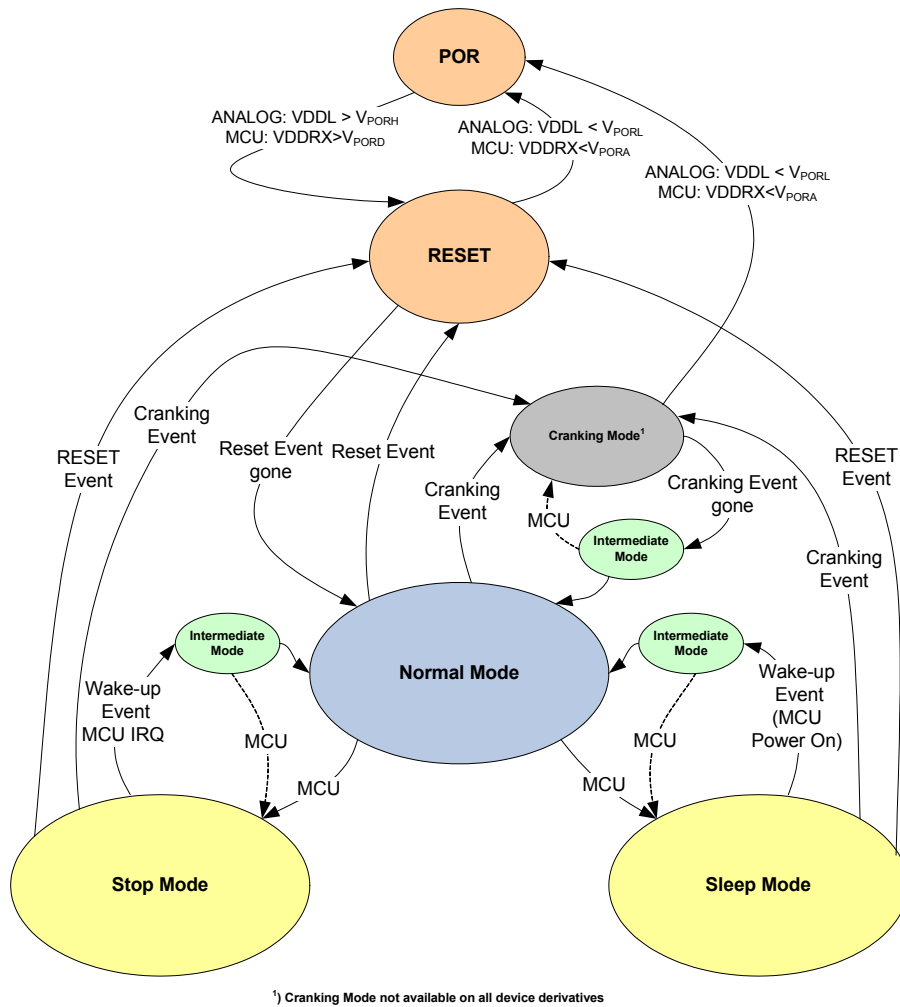 POR
ANALOG: VDDL > VPORH
MCU: VDDRX>VPORD
ANALOG: VDDL < VPORL
MCU: VDDRX<VPORA
ANALOG: VDDL < VPORL
MCU: VDDRX<VPORA
RESET
RESET
Event
Cranking
Event
Reset Event
gone
Reset Event
Cranking
Event
Cranking Mode¹
MCU
Cranking Event
gone
Intermediate
Mode
RESET
Event
Cranking
Event
Intermediate
Mode
Normal Mode
Intermediate
Mode
Wake-up
Event
MCU IRQ
MCU
MCU
MCU
MCU
Wake-up
Event
(MCU
Power On)
Stop Mode
Sleep Mode
¹) Cranking Mode not available on all device derivatives